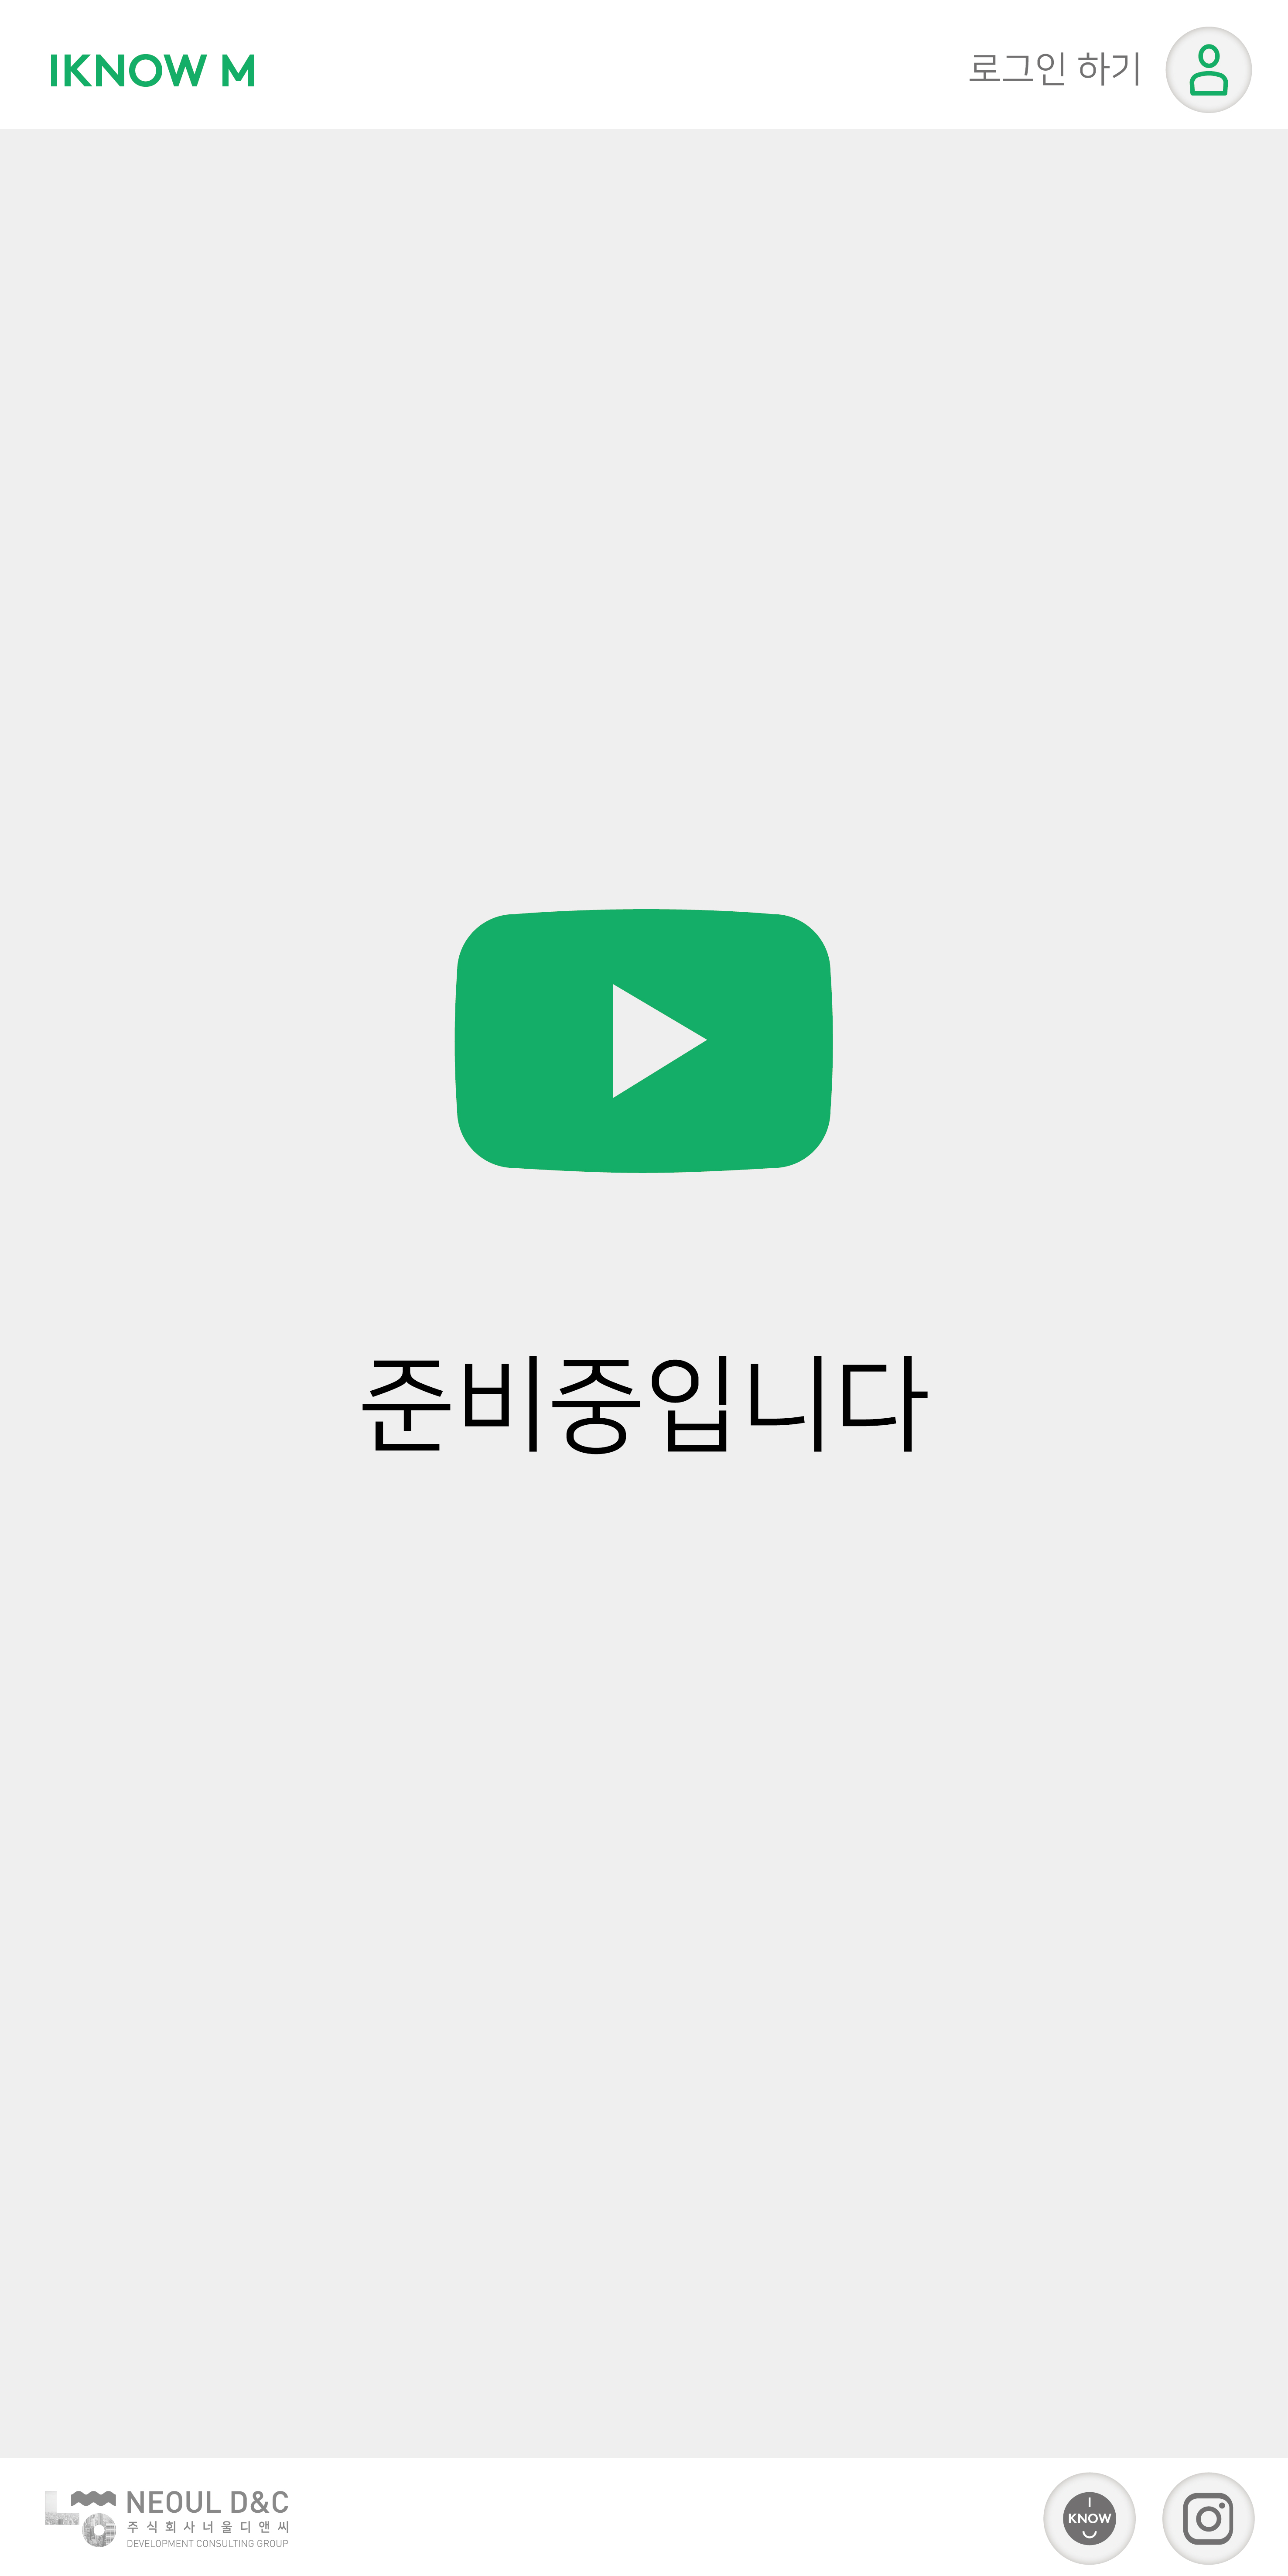 IKNOW M
로그인 하기
준비중입니다
NEOUL D&C
주식회사너울디앤씨
DEVELOPMENT CONSULTING GROUP
I
KNOW